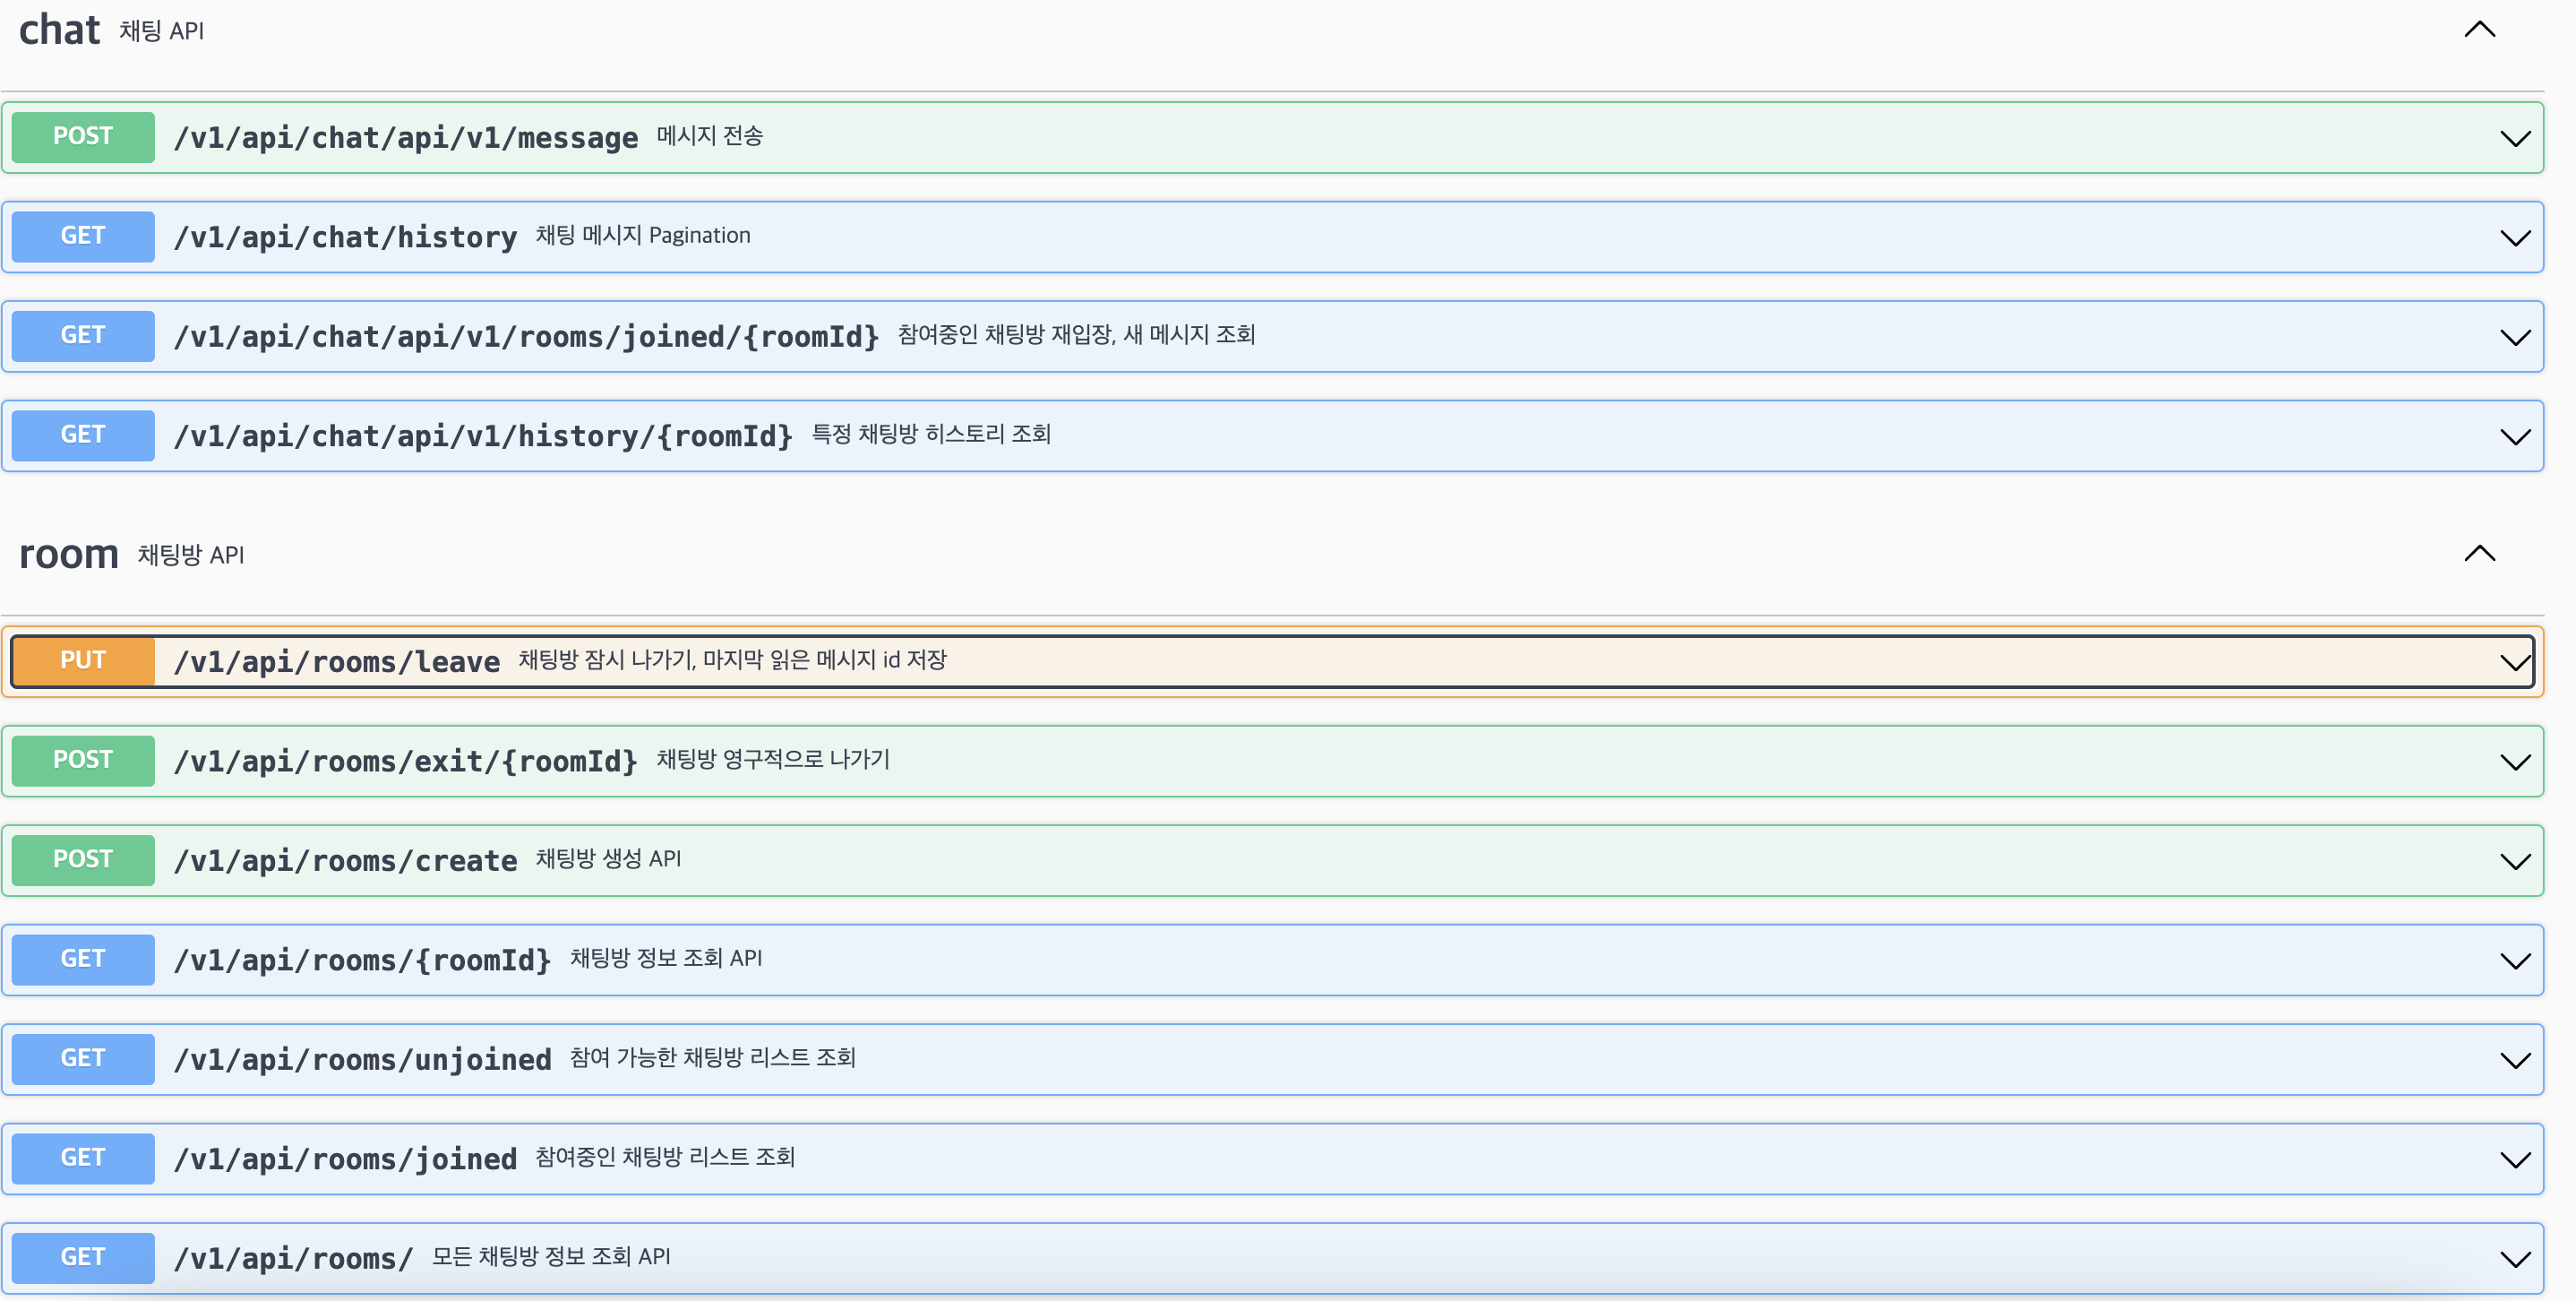 chat 채팅 API
POST /v1/api/chat/api/v1/message 메시지 전송
GET /v1/api/chat/history 채팅 메시지 Pagination
GET /v1/api/chat/api/v1/rooms/joined/{roomId} 참여중인 채팅방 재입장, 새 메시지 조회
GET /v1/api/chat/api/v1/history/{roomId} 특정 채팅방 히스토리 조회
room 채팅방 API
PUT /v1/api/rooms/leave 채팅방 잠시 나가기, 마지막 읽은 메시지 id 저장
POST /v1/api/rooms/exit/{roomId} 채팅방 영구적으로 나가기
POST /v1/api/rooms/create 채팅방 생성 API
GET /v1/api/rooms/{roomId} 채팅방 정보 조회 API
GET /v1/api/rooms/unjoined 참여 가능한 채팅방 리스트 조회
GET /v1/api/rooms/joined 참여중인 채팅방 리스트 조회
GET /v1/api/rooms/ 모든 채팅방 정보 조회 API